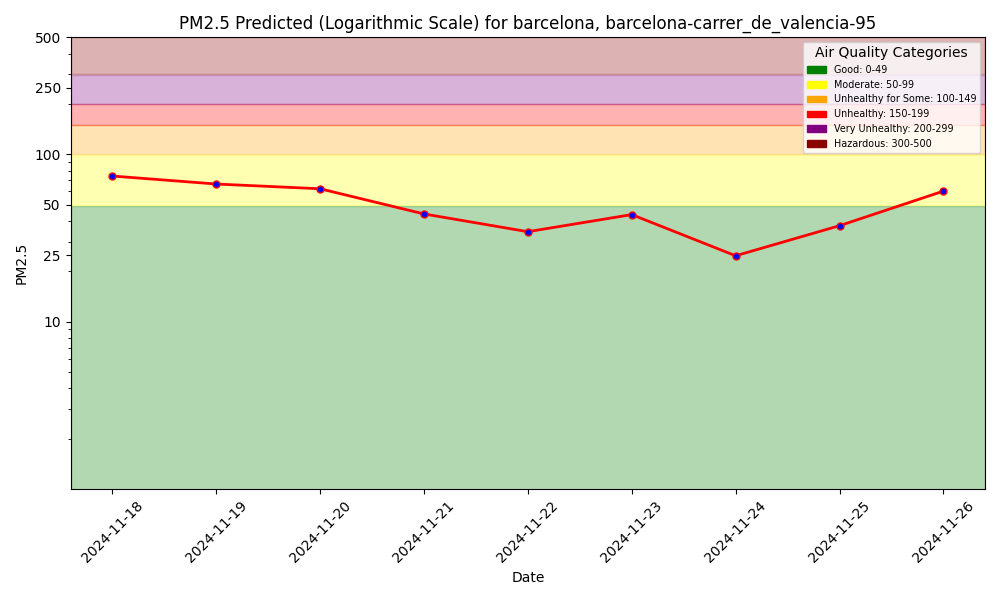 PM2.5 Predicted (Logarithmic Scale) for barcelona, barcelona-carrer_de_valencia-95
Air Quality Categories
Good: 0-49
Moderate: 50-99
Unhealthy for Some: 100-149
Unhealthy: 150-199
Very Unhealthy: 200-299
Hazardous: 300-500
500
250
100
50
25
10
PM2.5
2024-11-18
2024-11-19
2024-11-20
2024-11-21
2024-11-22
2024-11-23
2024-11-24
2024-11-25
2024-11-26
Date